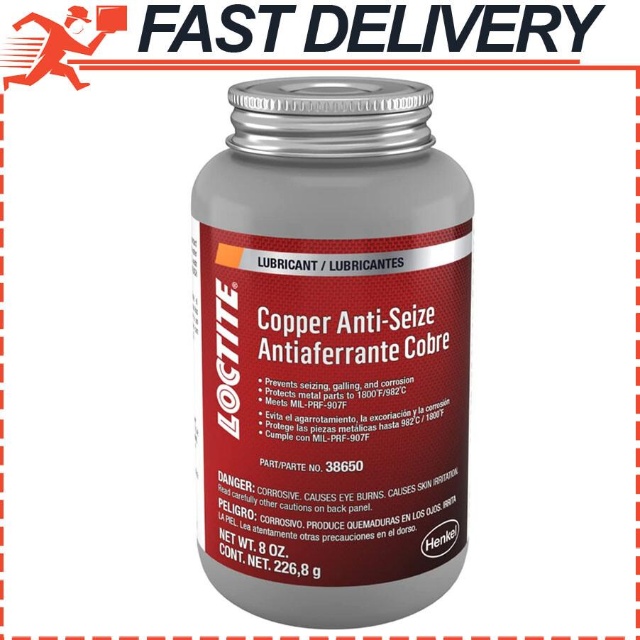 FAST DELIVERY
LUBRICANT / LUBRICANTES
LOCTITE®
Copper Anti-Seize
Antiaferrante Cobre
• Prevents seizing, galling, and corrosion
• Protects metal parts to 1800°F/982°C
• Meets MIL-PRF-907F
• Evita el agarrotamiento, la excoriación y la corrosión
• Protege las piezas metálicas hasta 982°C / 1800°F
• Cumple con MIL-PRF-907F
PART/PARTE NO. 38650
DANGER: CORROSIVE. CAUSES EYE BURNS. CAUSES SKIN IRRITATION.
Read carefully other cautions on back panel.
PELIGRO: CORROSIVO. PRODUCE QUEMADURAS EN LOS OJOS. IRRITA
LA PIEL. Lea atentamente otras precauciones en el dorso.
NET WT. 8 OZ.
CONT. NET. 226,8 g
Henkel